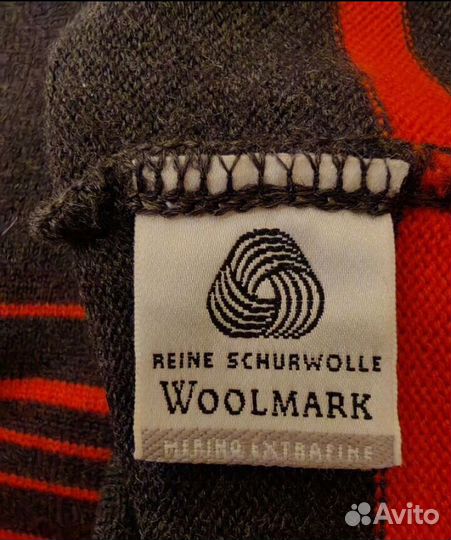 REINE SCHURWOLLE
WOOLMARK
MERINO EXTRAFINE
Avito